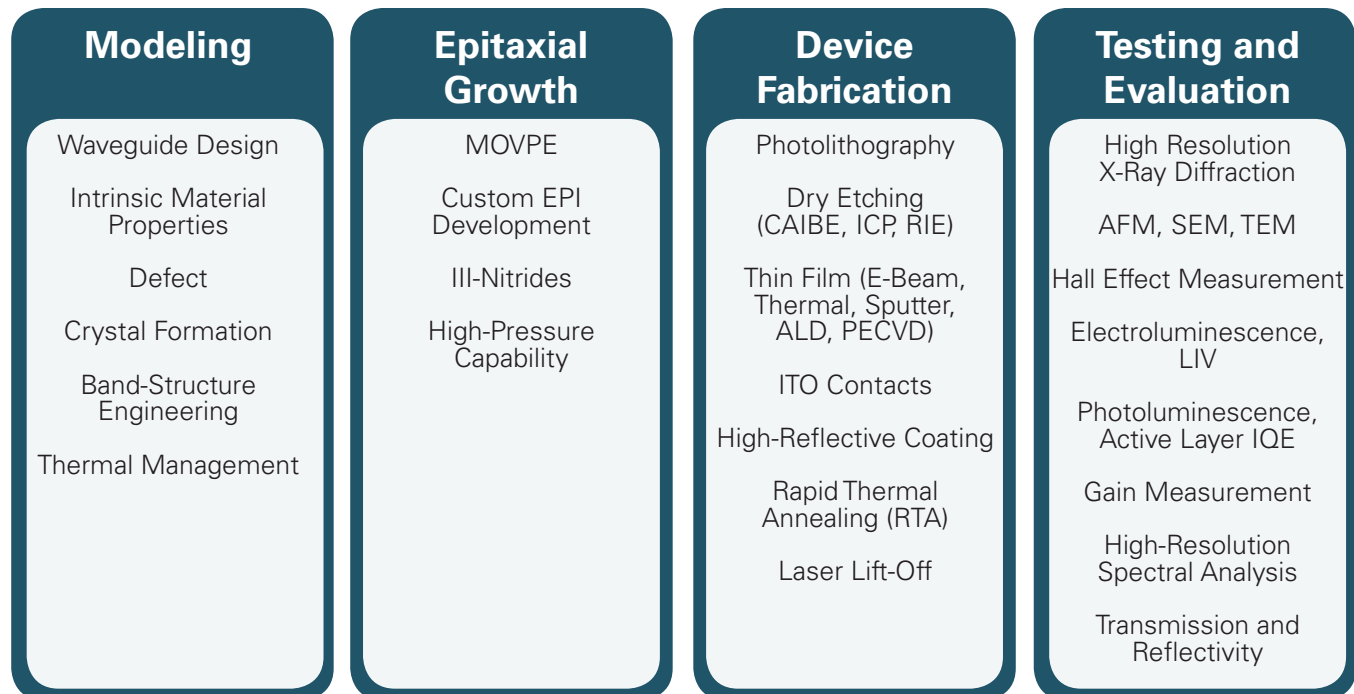 Modeling
Waveguide Design
Intrinsic Material
Properties
Defect
Crystal Formation
Band-Structure
Engineering
Thermal Management
Epitaxial
Growth
MOVPE
Custom EPI
Development
III-Nitrides
High-Pressure
Capability
Device
Fabrication
Photolithography
Dry Etching
(CAIBE, ICP, RIE)
Thin Film (E-Beam,
Thermal, Sputter,
ALD, PECVD)
ITO Contacts
High-Reflective Coating
Rapid Thermal
Annealing (RTA)
Laser Lift-Off
Testing and
Evaluation
High Resolution
X-Ray Diffraction
AFM, SEM, TEM
Hall Effect Measurement
Electroluminescence,
LIV
Photoluminescence,
Active Layer IQE
Gain Measurement
High-Resolution
Spectral Analysis
Transmission and
Reflectivity